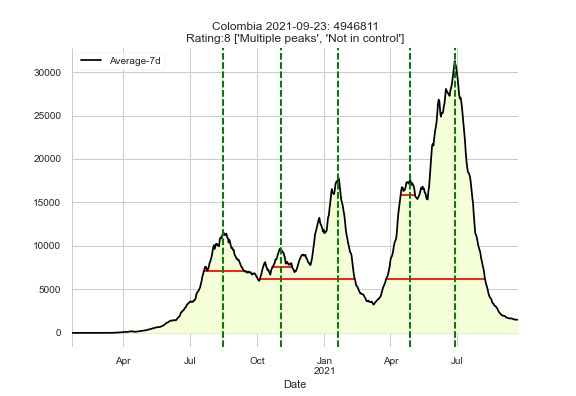 Colombia 2021-09-23: 4946811
Rating:8 ['Multiple peaks', 'Not in control']
Average-7d
30000
25000
20000
15000
10000
5000
0
Apr Jul Oct Jan Apr Jul
2021
Date